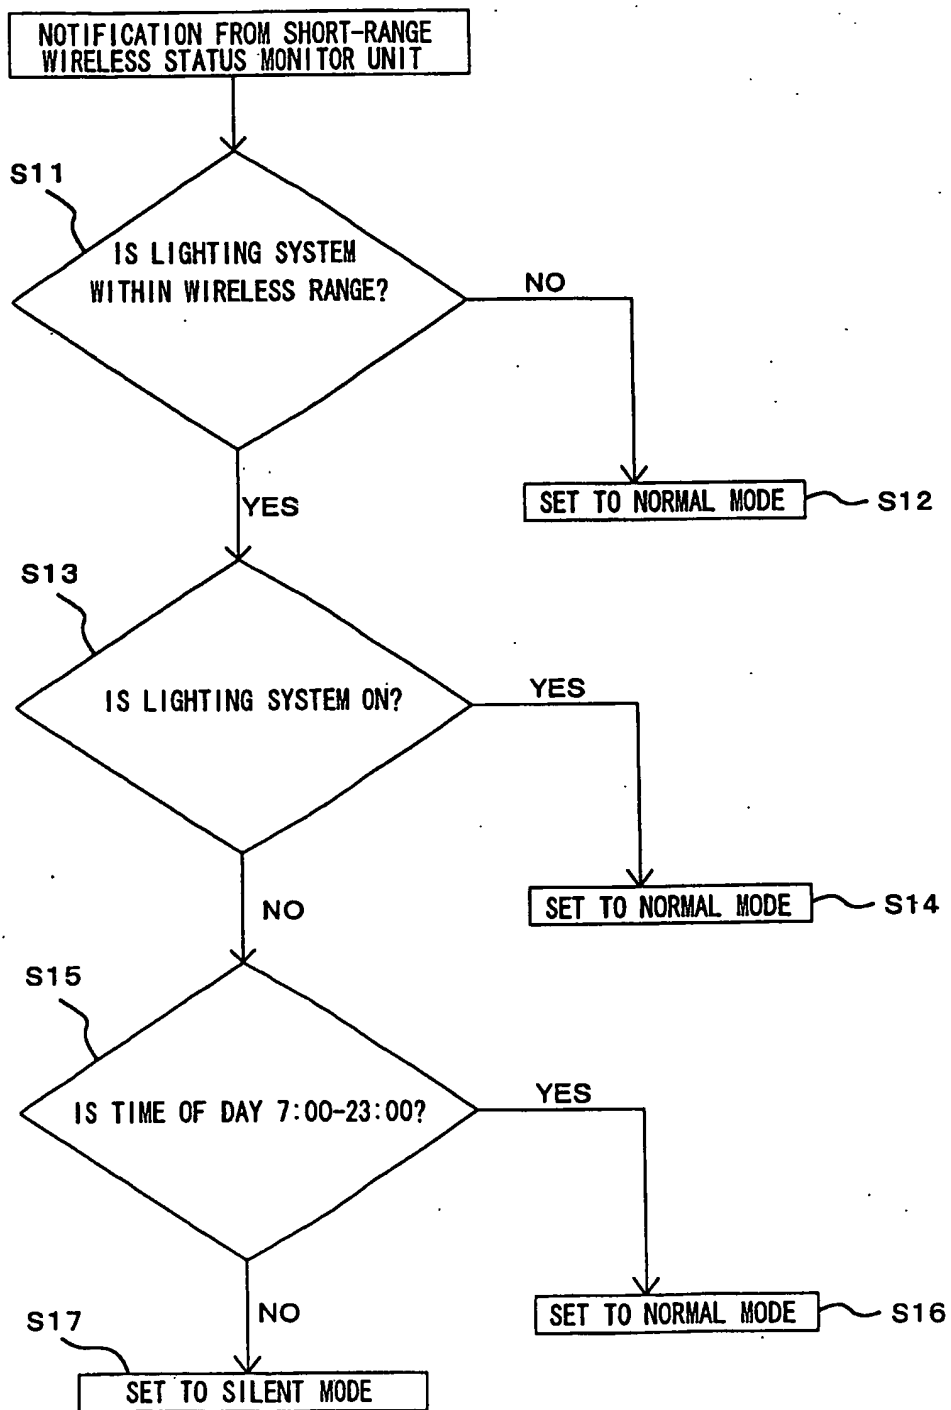 NOTIFICATION FROM SHORT-RANGE
WIRELESS STATUS MONITOR UNIT
S11
IS LIGHTING SYSTEM
WITHIN WIRELESS RANGE?
NO
YES
SET TO NORMAL MODE
S12
S13
IS LIGHTING SYSTEM ON?
YES
NO
SET TO NORMAL MODE
S14
S15
IS TIME OF DAY 7:00-23:00?
YES
NO
SET TO NORMAL MODE
S16
S17
SET TO SILENT MODE